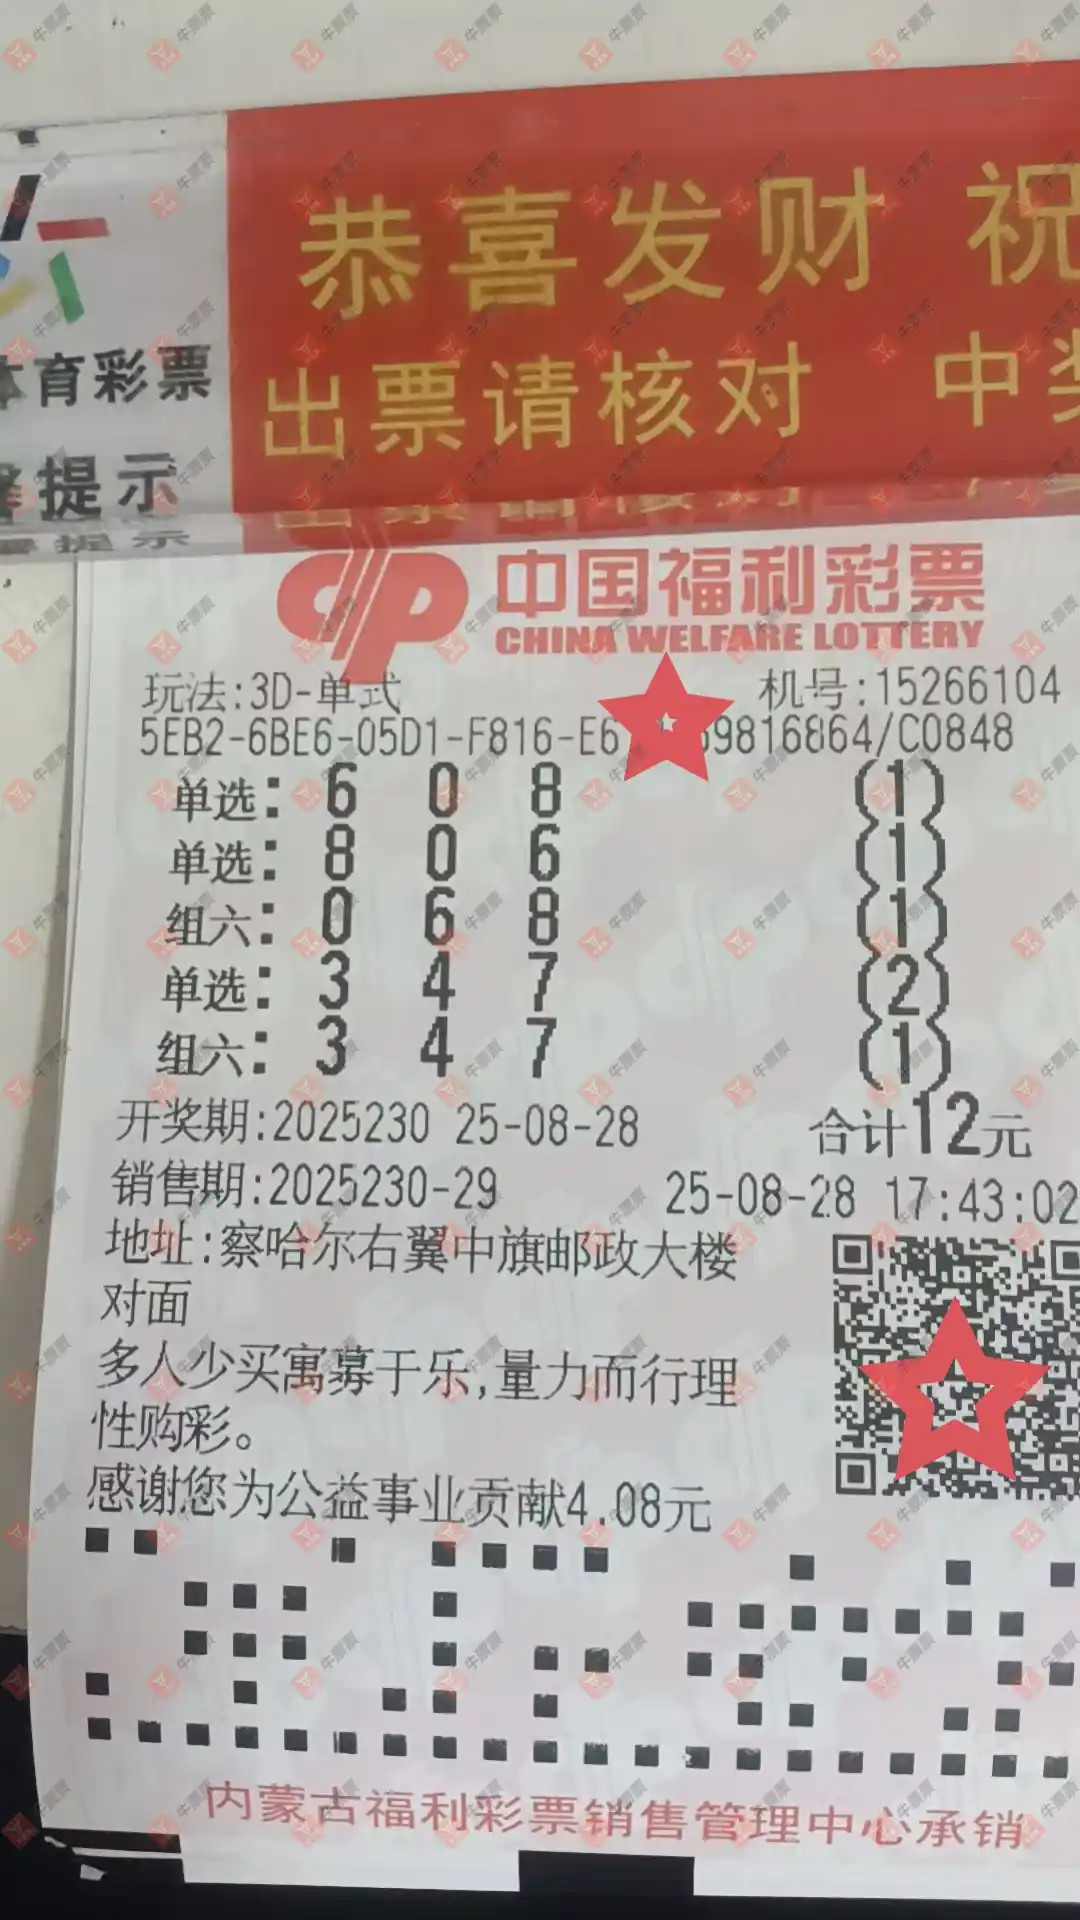 恭喜发财 祝
出票请核对 中奖
体育彩票
提示
中国福利彩票
CHINA WELFARE LOTTERY
玩法:3D-单式 机号:15266104
5EB2-6BE6-05D1-F816-E6 69816864/C0848
单选: 6 0 8 (1)
单选: 8 0 6 (1)
组六: 0 6 8 (1)
单选: 3 4 7 (2)
组六: 3 4 7 (1)
开奖期:2025230 25-08-28 合计12元
销售期:2025230-29 25-08-28 17:43:02
地址:察哈尔右翼中旗邮政大楼
对面
多人少买寓募于乐,量力而行理
性购彩。
感谢您为公益事业贡献4.08元
内蒙古福利彩票销售管理中心承销
牛票票